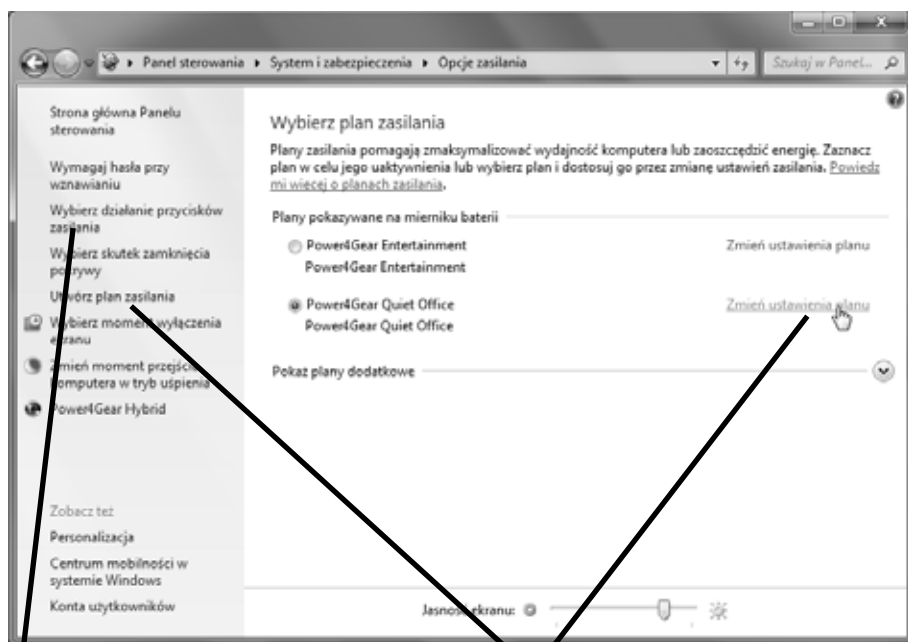 Panel sterowania ▸ System i zabezpieczenia ▸ Opcje zasilania
Szukaj w Panel...
Strona główna Panelu
sterowania
Wymagaj hasła przy
wznawianiu
Wybierz działanie przycisków
zasilania
Wybierz skutek zamknięcia
pokrywy
Utwórz plan zasilania
Wybierz moment wyłączenia
ekranu
Zmień moment przejścia
komputera w tryb uśpienia
Power4Gear Hybrid
Zobacz też
Personalizacja
Centrum mobilności w
systemie Windows
Konta użytkowników
Wybierz plan zasilania
Plany zasilania pomagają zmaksymalizować wydajność komputera lub zaoszczędzić energię. Zaznacz
plan w celu jego uaktywnienia lub wybierz plan i dostosuj go przez zmianę ustawień zasilania. Powiedz
mi więcej o planach zasilania.
Plany pokazywane na mierniku baterii
Power4Gear Entertainment Zmień ustawienia planu
Power4Gear Entertainment
Power4Gear Quiet Office Zmień ustawienia planu
Power4Gear Quiet Office
Pokaż plany dodatkowe
Jasność ekranu: